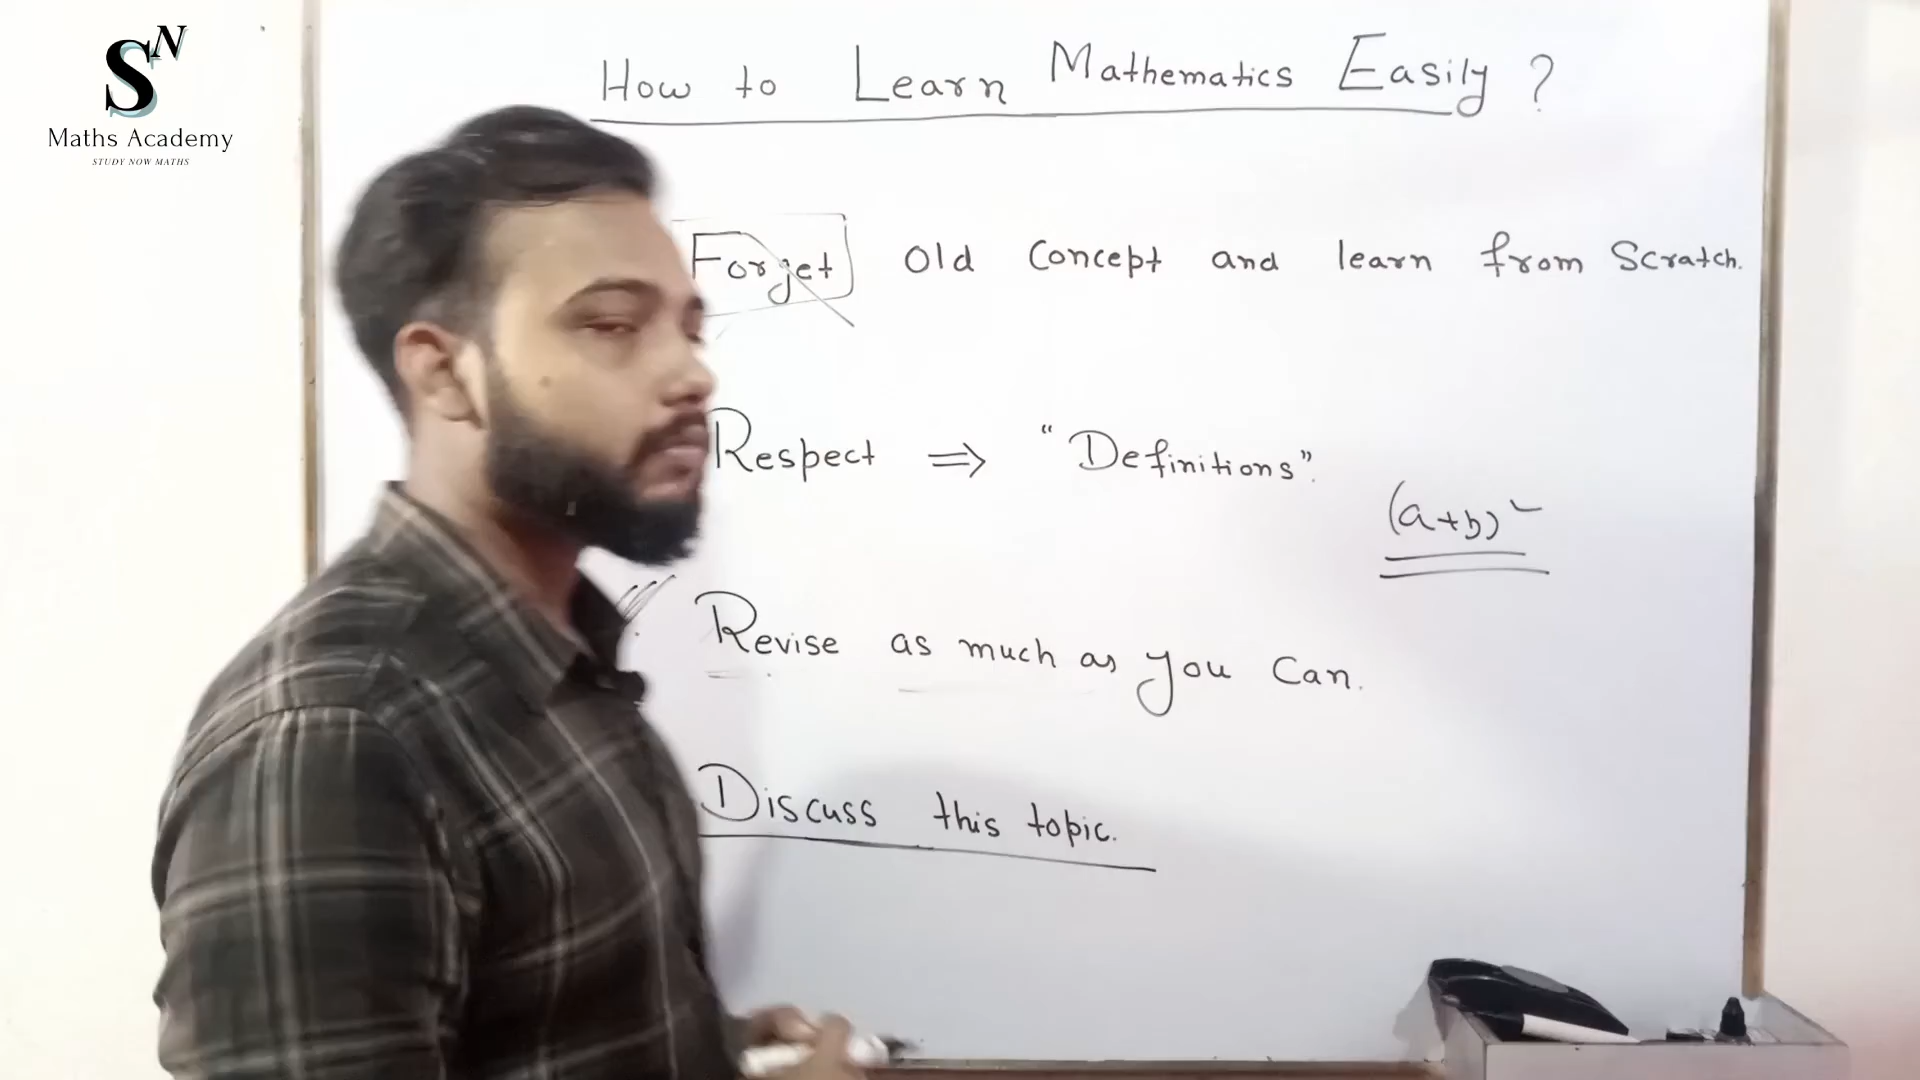 SN
Maths Academy
STUDY NOW MATHS
How to Learn Mathematics Easily ?
Forget Old Concept and learn from Scratch.
Respect ⇒ "Definitions".
(a+b)²
Revise as much as you Can.
Discuss this topic.